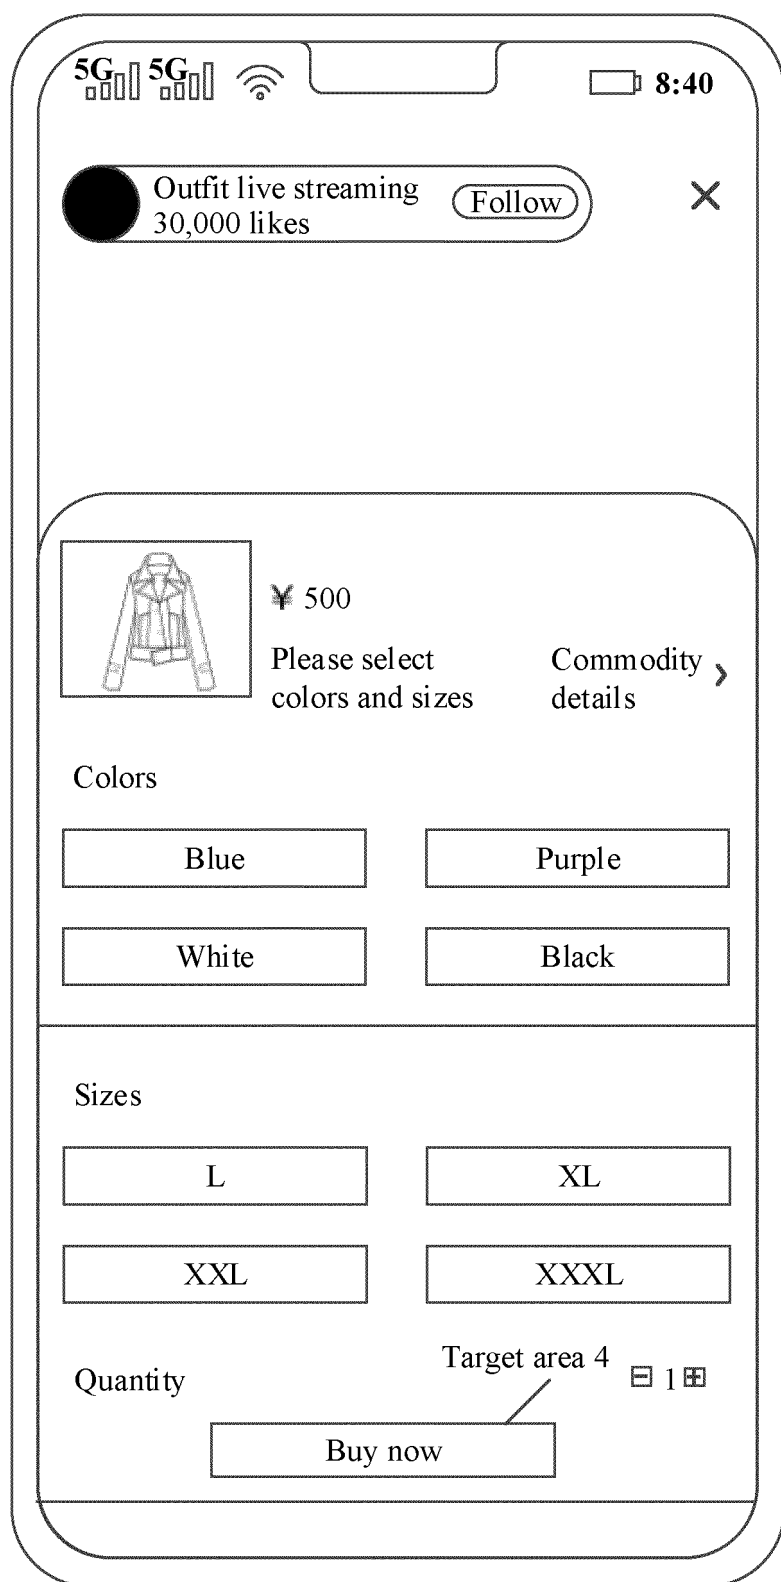 5G 5G 8:40
Outfit live streaming
30,000 likes
Follow
¥ 500
Please select
colors and sizes
Commodity
details
Colors
Blue
Purple
White
Black
Sizes
L
XL
XXL
XXXL
Target area 4
Quantity
1
Buy now